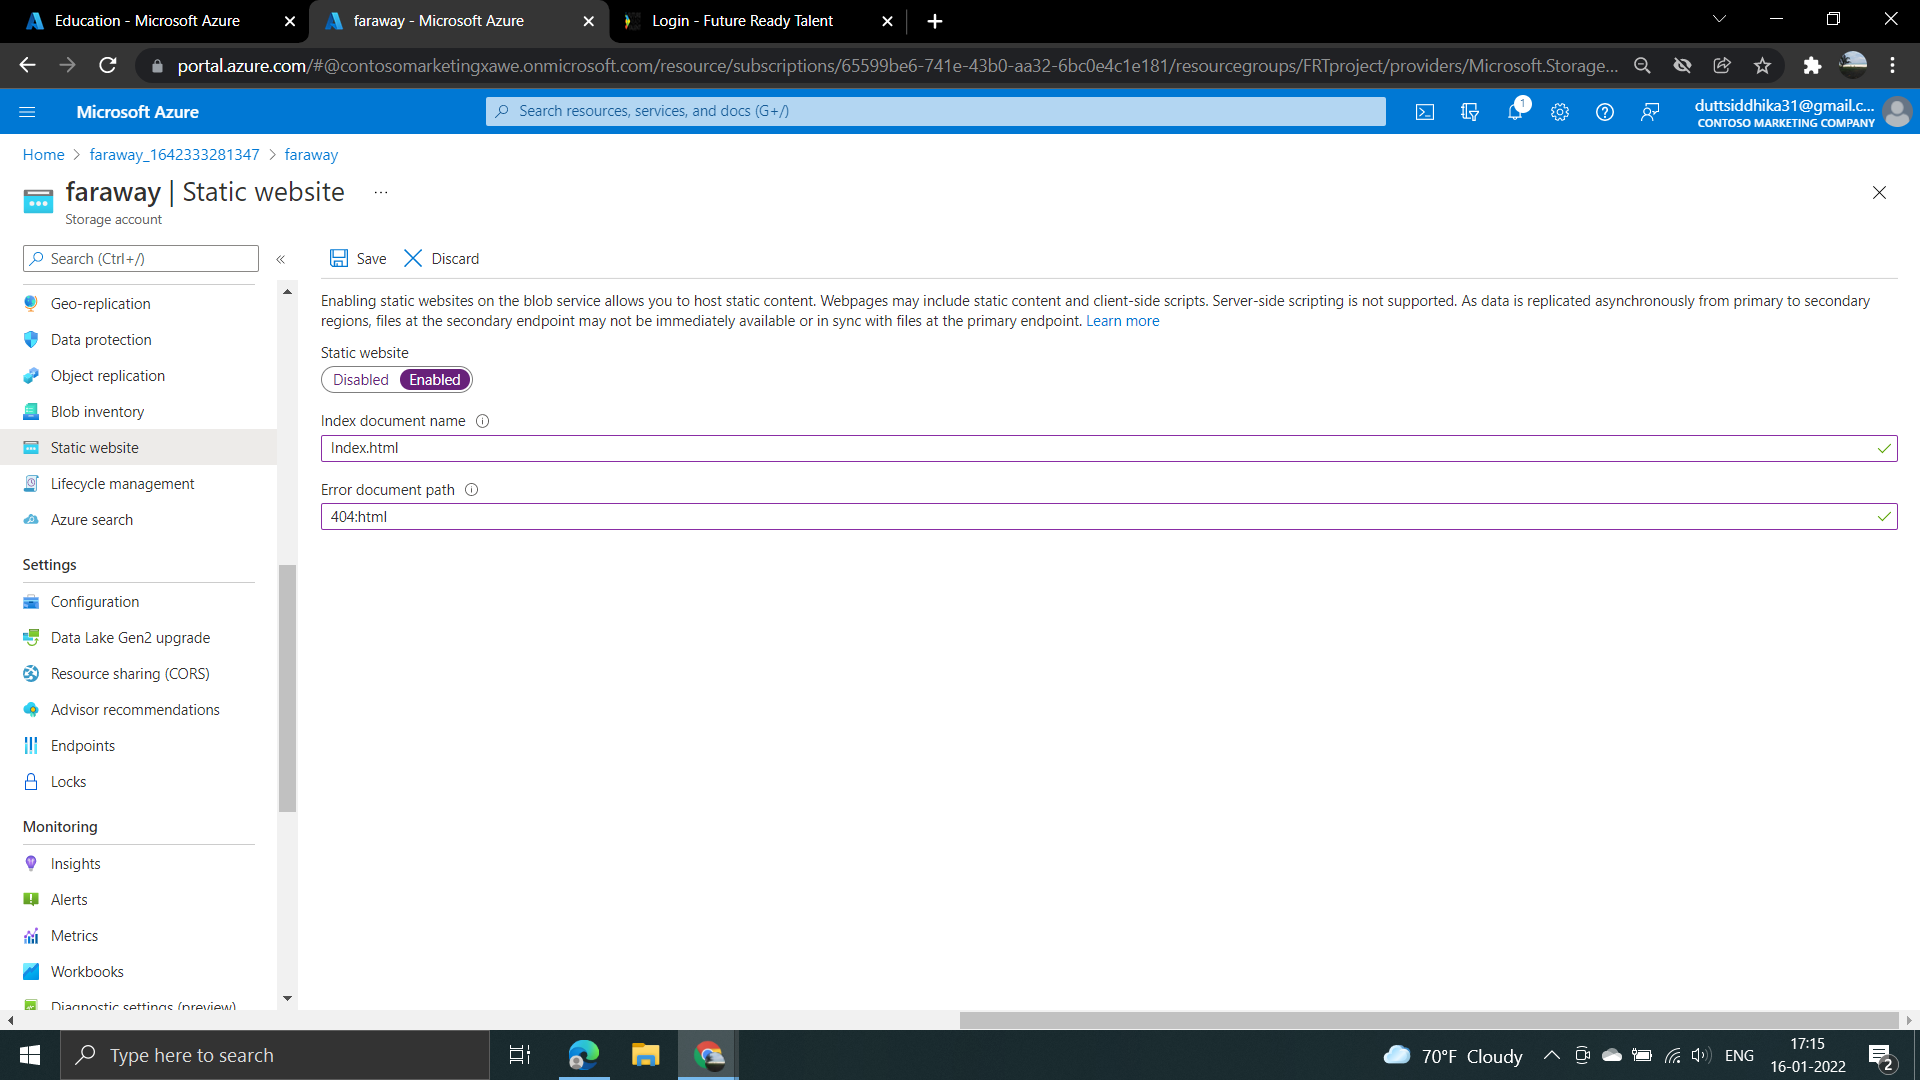 Education - Microsoft Azure
faraway - Microsoft Azure
Login - Future Ready Talent
portal.azure.com/#@contosomarketingxawe.onmicrosoft.com/resource/subscriptions/65599be6-741e-43b0-aa32-6bc0e4c1e181/resourcegroups/FRTproject/providers/Microsoft.Storage...
Microsoft Azure
Search resources, services, and docs (G+/)
1
duttsiddhika31@gmail.c...
CONTOSO MARKETING COMPANY
Home > faraway_1642333281347 > faraway
faraway | Static website ...
Storage account
Search (Ctrl+/)
«
Save
Discard
Geo-replication
Data protection
Object replication
Blob inventory
Static website
Lifecycle management
Azure search
Settings
Configuration
Data Lake Gen2 upgrade
Resource sharing (CORS)
Advisor recommendations
Endpoints
Locks
Monitoring
Insights
Alerts
Metrics
Workbooks
Diagnostic settings (preview)
Enabling static websites on the blob service allows you to host static content. Webpages may include static content and client-side scripts. Server-side scripting is not supported. As data is replicated asynchronously from primary to secondary
regions, files at the secondary endpoint may not be immediately available or in sync with files at the primary endpoint. Learn more
Static website
Disabled Enabled
Index document name
Index.html
Error document path
404:html
Type here to search
70°F Cloudy
ENG
17:15
16-01-2022
2